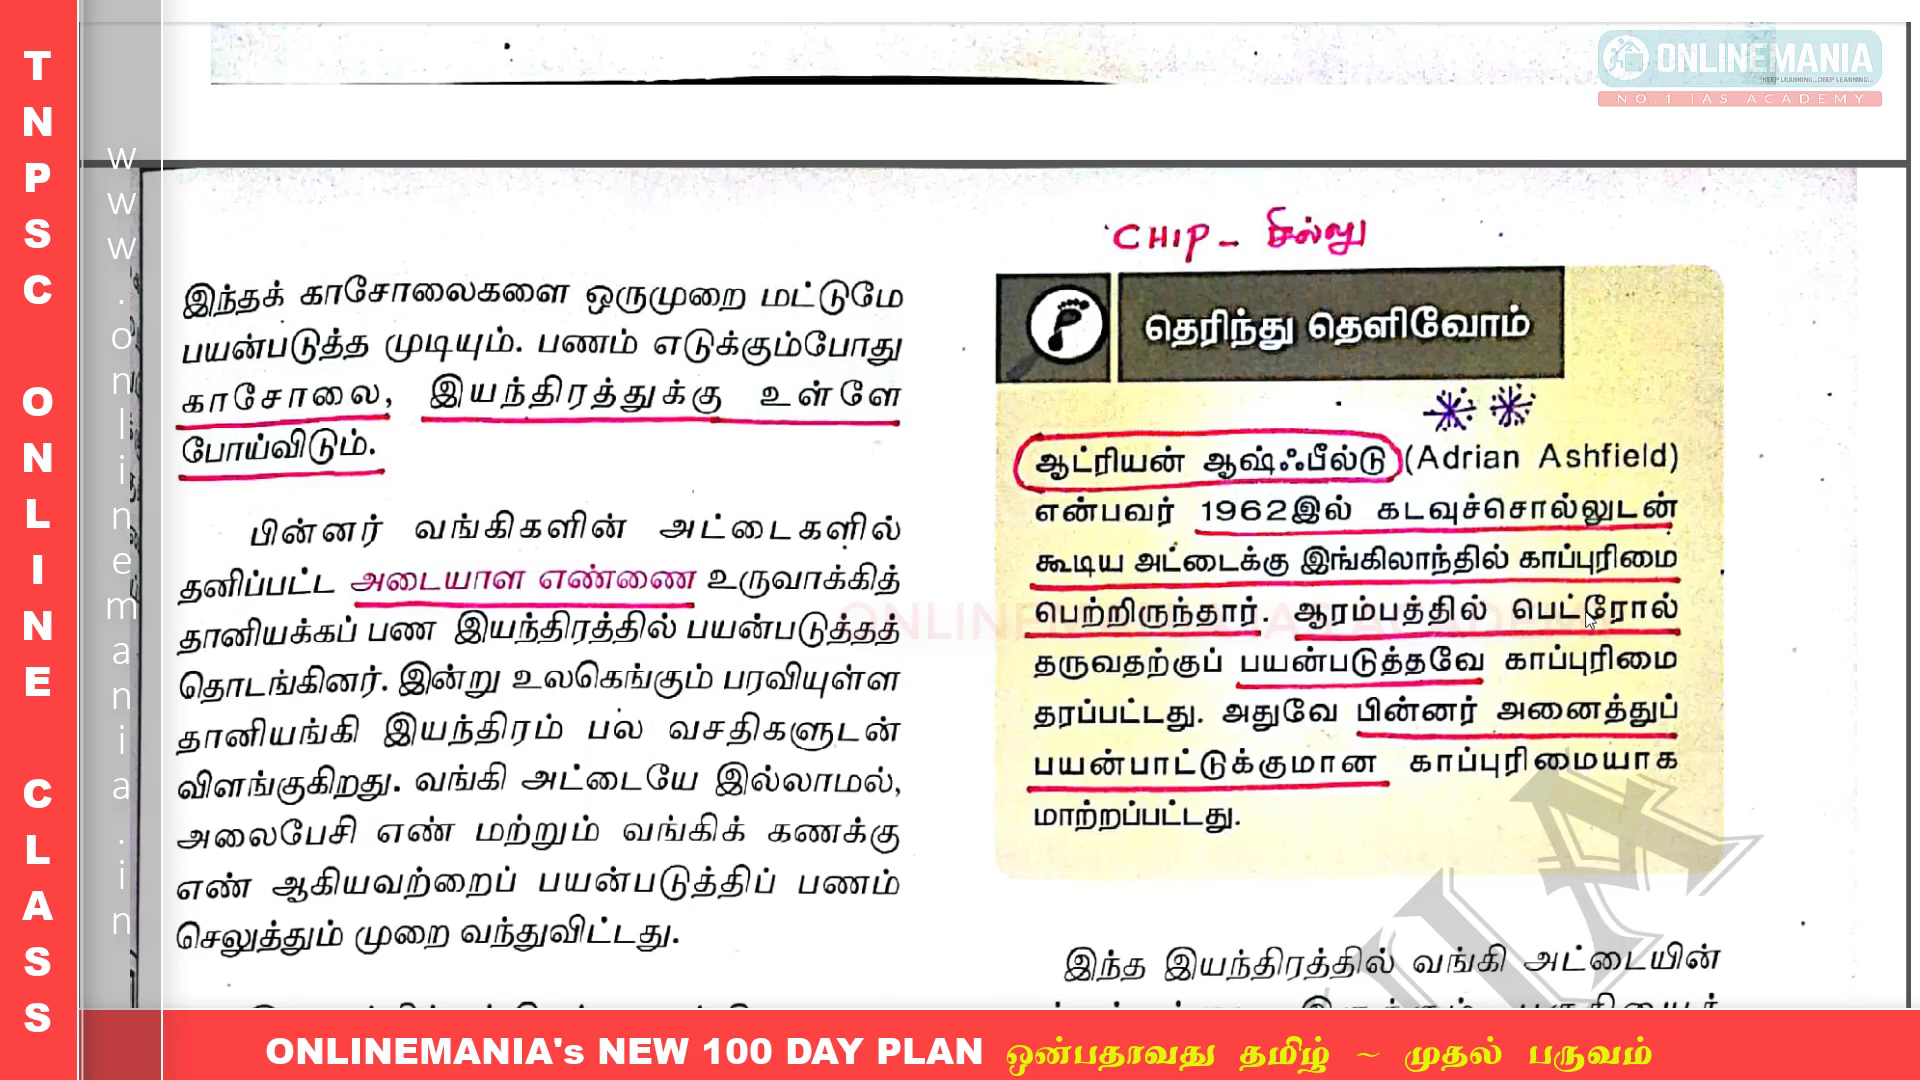 TNPSC ONLINE CLASS
www.onlinemania.in
ONLINEMANIA
KEEP LEARNING...DEEP LEARNING...
NO.1 IAS ACADEMY
இந்தக் காசோலைகளை ஒருமுறை மட்டுமே
பயன்படுத்த முடியும். பணம் எடுக்கும்போது
காசோலை, இயந்திரத்துக்கு உள்ளே
போய்விடும்.
பின்னர் வங்கிகளின் அட்டைகளில்
தனிப்பட்ட அடையாள எண்ணை உருவாக்கித்
தானியக்கப் பண இயந்திரத்தில் பயன்படுத்தத்
தொடங்கினர். இன்று உலகெங்கும் பரவியுள்ள
தானியங்கி இயந்திரம் பல வசதிகளுடன்
விளங்குகிறது. வங்கி அட்டையே இல்லாமல்,
அலைபேசி எண் மற்றும் வங்கிக் கணக்கு
எண் ஆகியவற்றைப் பயன்படுத்திப் பணம்
செலுத்தும் முறை வந்துவிட்டது.
CHIP - சில்லு
தெரிந்து தெளிவோம்
ஆட்ரியன் ஆஷ்ஃபீல்டு (Adrian Ashfield)
என்பவர் 1962இல் கடவுச்சொல்லுடன்
கூடிய அட்டைக்கு இங்கிலாந்தில் காப்புரிமை
பெற்றிருந்தார். ஆரம்பத்தில் பெட்ரோல்
தருவதற்குப் பயன்படுத்தவே காப்புரிமை
தரப்பட்டது. அதுவே பின்னர் அனைத்துப்
பயன்பாட்டுக்குமான காப்புரிமையாக
மாற்றப்பட்டது.
இந்த இயந்திரத்தில் வங்கி அட்டையின்
ONLINEMANIA's NEW 100 DAY PLAN ஒன்பதாவது தமிழ் ~ முதல் பருவம்